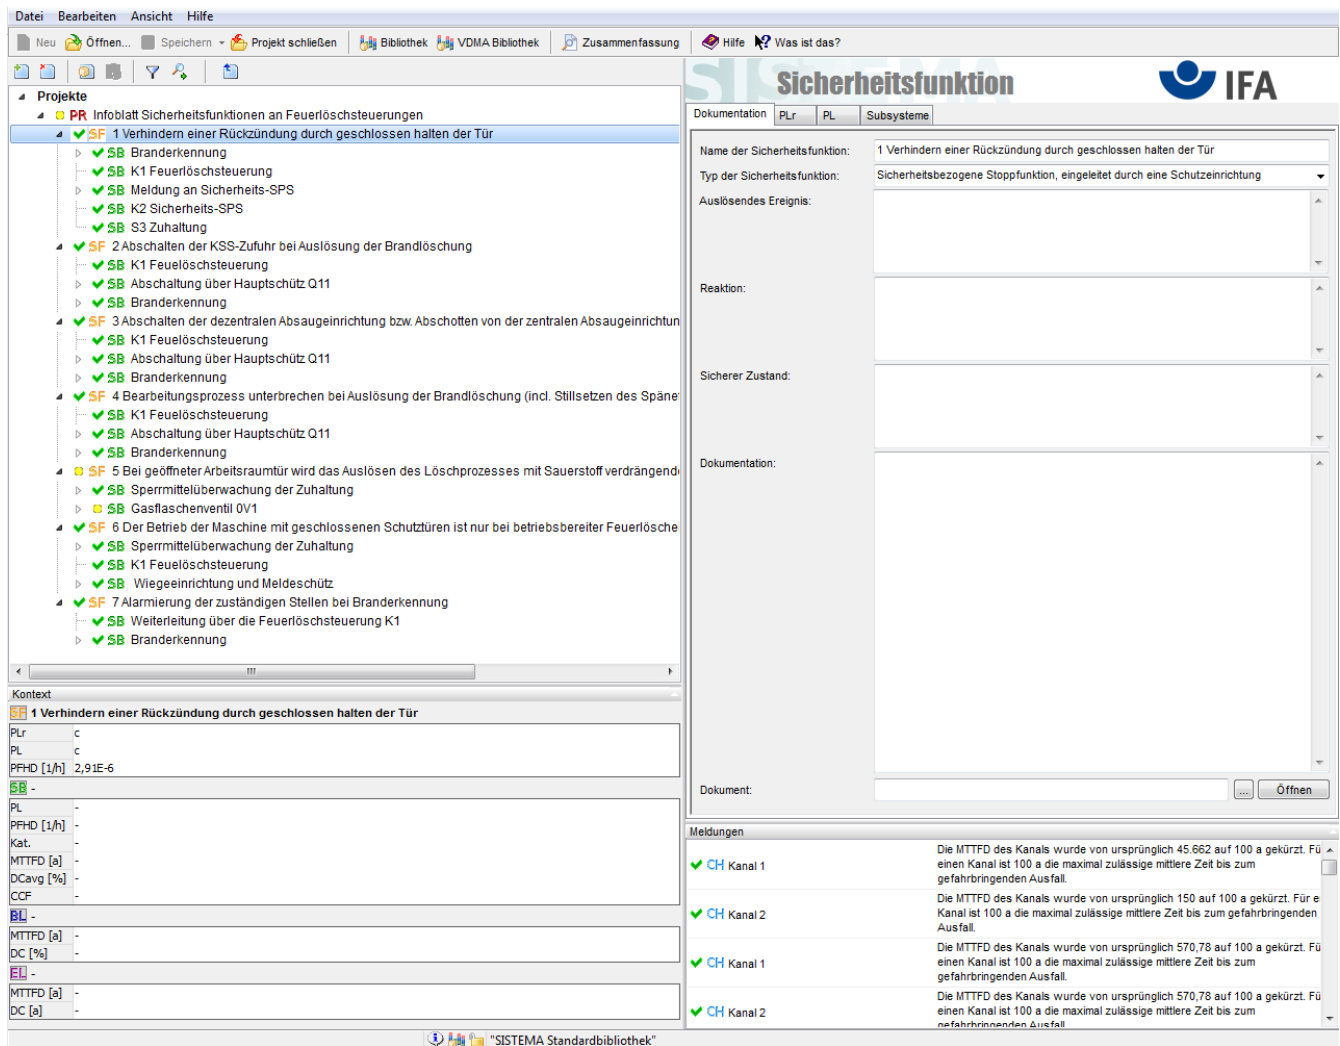 Datei Bearbeiten Ansicht Hilfe
Neu Öffnen... Speichern Projekt schließen Bibliothek VDMA Bibliothek Zusammenfassung Hilfe Was ist das?
Projekte
PR Infoblatt Sicherheitsfunktionen an Feuerlöschsteuerungen
SF 1 Verhindern einer Rückzündung durch geschlossen halten der Tür
SB Branderkennung
SB K1 Feuerlöschsteuerung
SB Meldung an Sicherheits-SPS
SB K2 Sicherheits-SPS
SB S3 Zuhaltung
SF 2 Abschalten der KSS-Zufuhr bei Auslösung der Brandlöschung
SB K1 Feuelöschsteuerung
SB Abschaltung über Hauptschütz Q11
SB Branderkennung
SF 3 Abschalten der dezentralen Absaugeinrichtung bzw. Abschotten von der zentralen Absaugeinrichtun
SB K1 Feuelöschsteuerung
SB Abschaltung über Hauptschütz Q11
SB Branderkennung
SF 4 Bearbeitungsprozess unterbrechen bei Auslösung der Brandlöschung (incl. Stillsetzen des Späne
SB K1 Feuelöschsteuerung
SB Abschaltung über Hauptschütz Q11
SB Branderkennung
SF 5 Bei geöffneter Arbeitsraumtür wird das Auslösen des Löschprozesses mit Sauerstoff verdrängend
SB Sperrmittelüberwachung der Zuhaltung
SB Gasflaschenventil 0V1
SF 6 Der Betrieb der Maschine mit geschlossenen Schutztüren ist nur bei betriebsbereiter Feuerlösche
SB Sperrmittelüberwachung der Zuhaltung
SB K1 Feuelöschsteuerung
SB Wiegeeinrichtung und Meldeschütz
SF 7 Alarmierung der zuständigen Stellen bei Branderkennung
SB Weiterleitung über die Feuerlöschsteuerung K1
SB Branderkennung
Kontext
SF 1 Verhindern einer Rückzündung durch geschlossen halten der Tür
PLr c
PL c
PFHD [1/h] 2,91E-6
SB -
PL -
PFHD [1/h] -
Kat. -
MTTFD [a] -
DCavg [%] -
CCF -
BL -
MTTFD [a] -
DC [%] -
EL -
MTTFD [a] -
DC [a] -
SISTEMA
Sicherheitsfunktion
IFA
Dokumentation PLr PL Subsysteme
Name der Sicherheitsfunktion: 1 Verhindern einer Rückzündung durch geschlossen halten der Tür
Typ der Sicherheitsfunktion: Sicherheitsbezogene Stoppfunktion, eingeleitet durch eine Schutzeinrichtung
Auslösendes Ereignis:
Reaktion:
Sicherer Zustand:
Dokumentation:
Dokument: ... Öffnen
Meldungen
CH Kanal 1
Die MTTFD des Kanals wurde von ursprünglich 45.662 auf 100 a gekürzt. Fü
einen Kanal ist 100 a die maximal zulässige mittlere Zeit bis zum
gefahrbringenden Ausfall.
CH Kanal 2
Die MTTFD des Kanals wurde von ursprünglich 150 auf 100 a gekürzt. Für e
Kanal ist 100 a die maximal zulässige mittlere Zeit bis zum gefahrbringenden
Ausfall.
CH Kanal 1
Die MTTFD des Kanals wurde von ursprünglich 570,78 auf 100 a gekürzt. Fü
einen Kanal ist 100 a die maximal zulässige mittlere Zeit bis zum
gefahrbringenden Ausfall.
CH Kanal 2
Die MTTFD des Kanals wurde von ursprünglich 570,78 auf 100 a gekürzt. Fü
einen Kanal ist 100 a die maximal zulässige mittlere Zeit bis zum
gefahrbringenden Ausfall.
"SISTEMA Standardbibliothek"